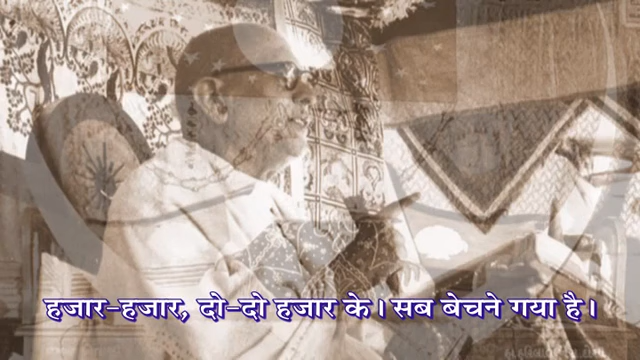 हजार-हजार, दो-दो हजार के। सब बेचने गया है।